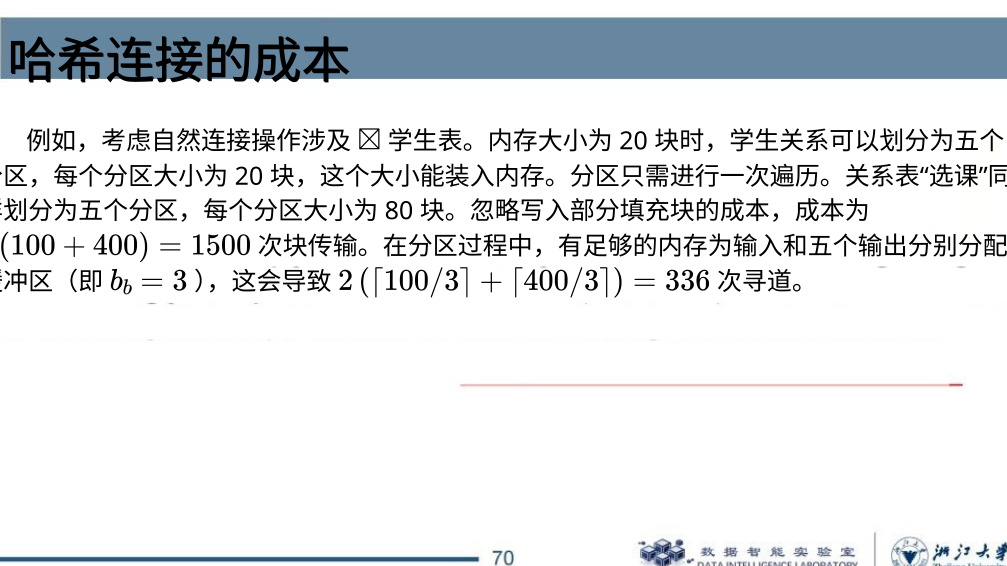 哈希连接的成本
例如，考虑自然连接操作涉及 学生表。内存大小为 20 块时，学生关系可以划分为五个
区，每个分区大小为 20 块，这个大小能装入内存。分区只需进行一次遍历。关系表“选课”同
划分为五个分区，每个分区大小为 80 块。忽略写入部分填充块的成本，成本为
(100 + 400) = 1500 次块传输。在分区过程中，有足够的内存为输入和五个输出分别分配
冲区（即 b_b = 3 ），这会导致 2 (⌈100/3⌉ + ⌈400/3⌉) = 336 次寻道。
70
数据智能实验室
DATA INTELLIGENCE LABORATORY
浙江大学